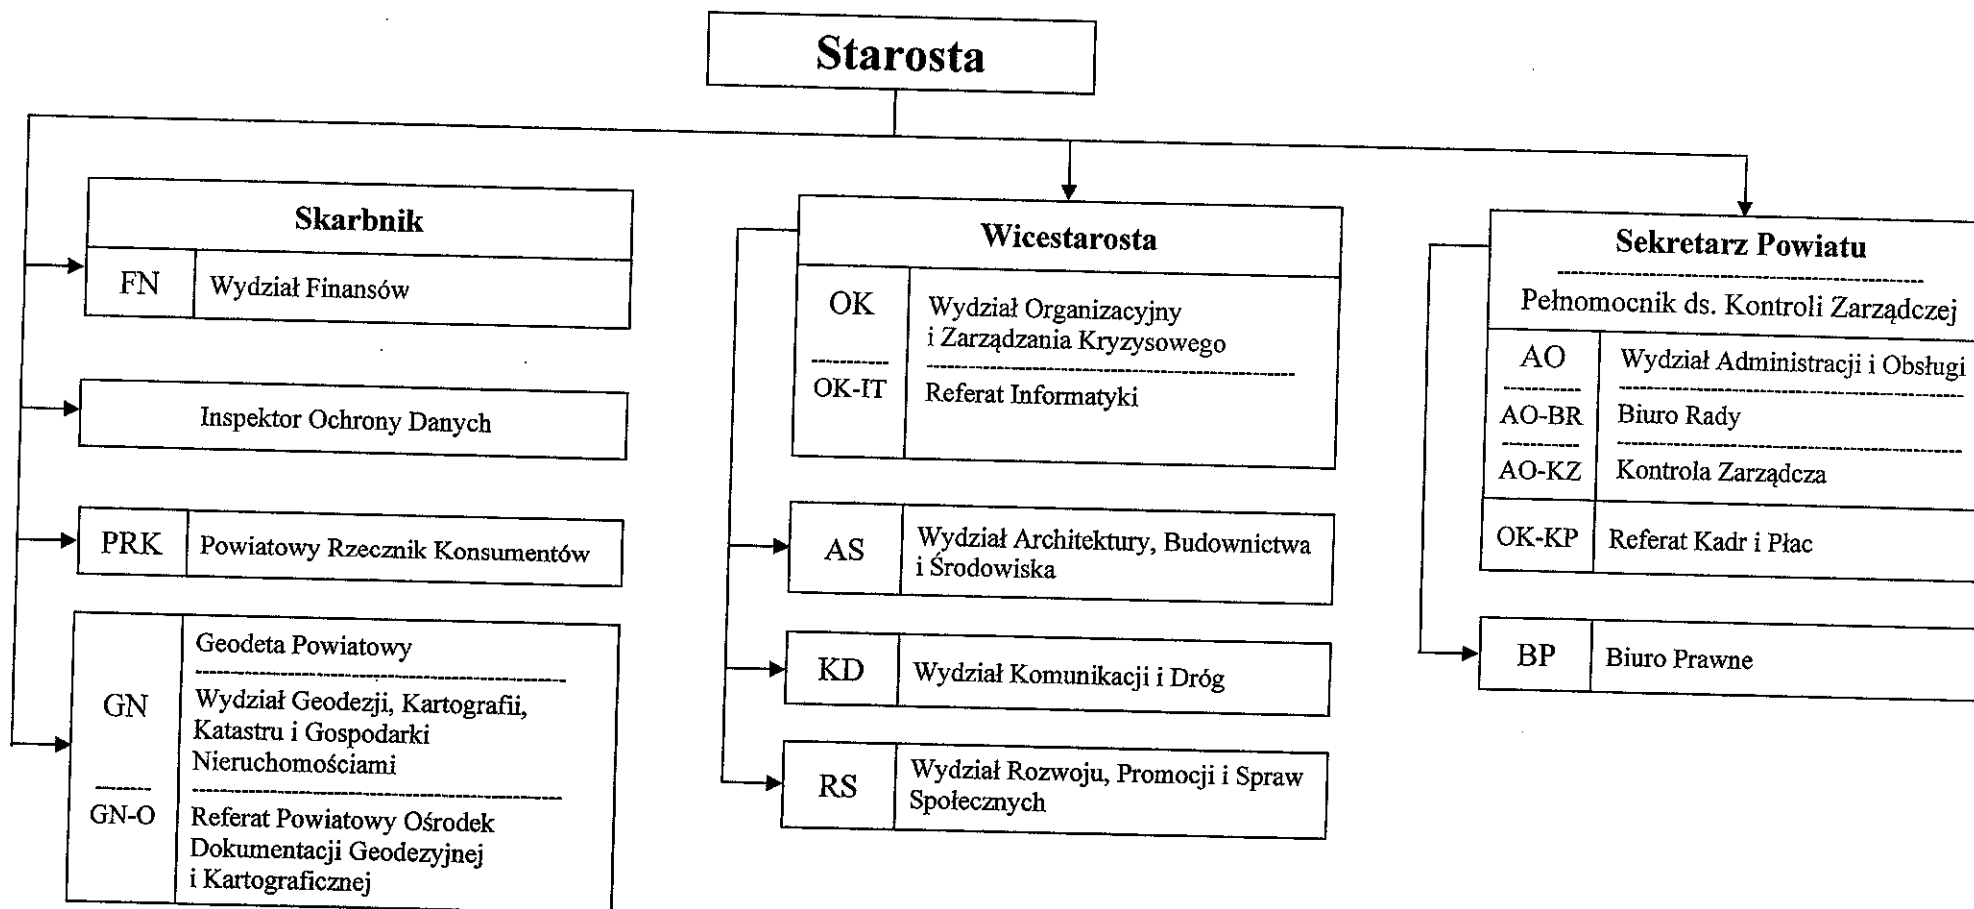 Starosta
Skarbnik
FN
Wydział Finansów
Inspektor Ochrony Danych
PRK
Powiatowy Rzecznik Konsumentów
GN
Geodeta Powiatowy
Wydział Geodezji, Kartografii,
Katastru i Gospodarki
Nieruchomościami
GN-O
Referat Powiatowy Ośrodek
Dokumentacji Geodezyjnej
i Kartograficznej
Wicestarosta
OK
Wydział Organizacyjny
i Zarządzania Kryzysowego
OK-IT
Referat Informatyki
AS
Wydział Architektury, Budownictwa
i Środowiska
KD
Wydział Komunikacji i Dróg
RS
Wydział Rozwoju, Promocji i Spraw
Społecznych
Sekretarz Powiatu
Pełnomocnik ds. Kontroli Zarządczej
AO
Wydział Administracji i Obsługi
AO-BR
Biuro Rady
AO-KZ
Kontrola Zarządcza
OK-KP
Referat Kadr i Płac
BP
Biuro Prawne